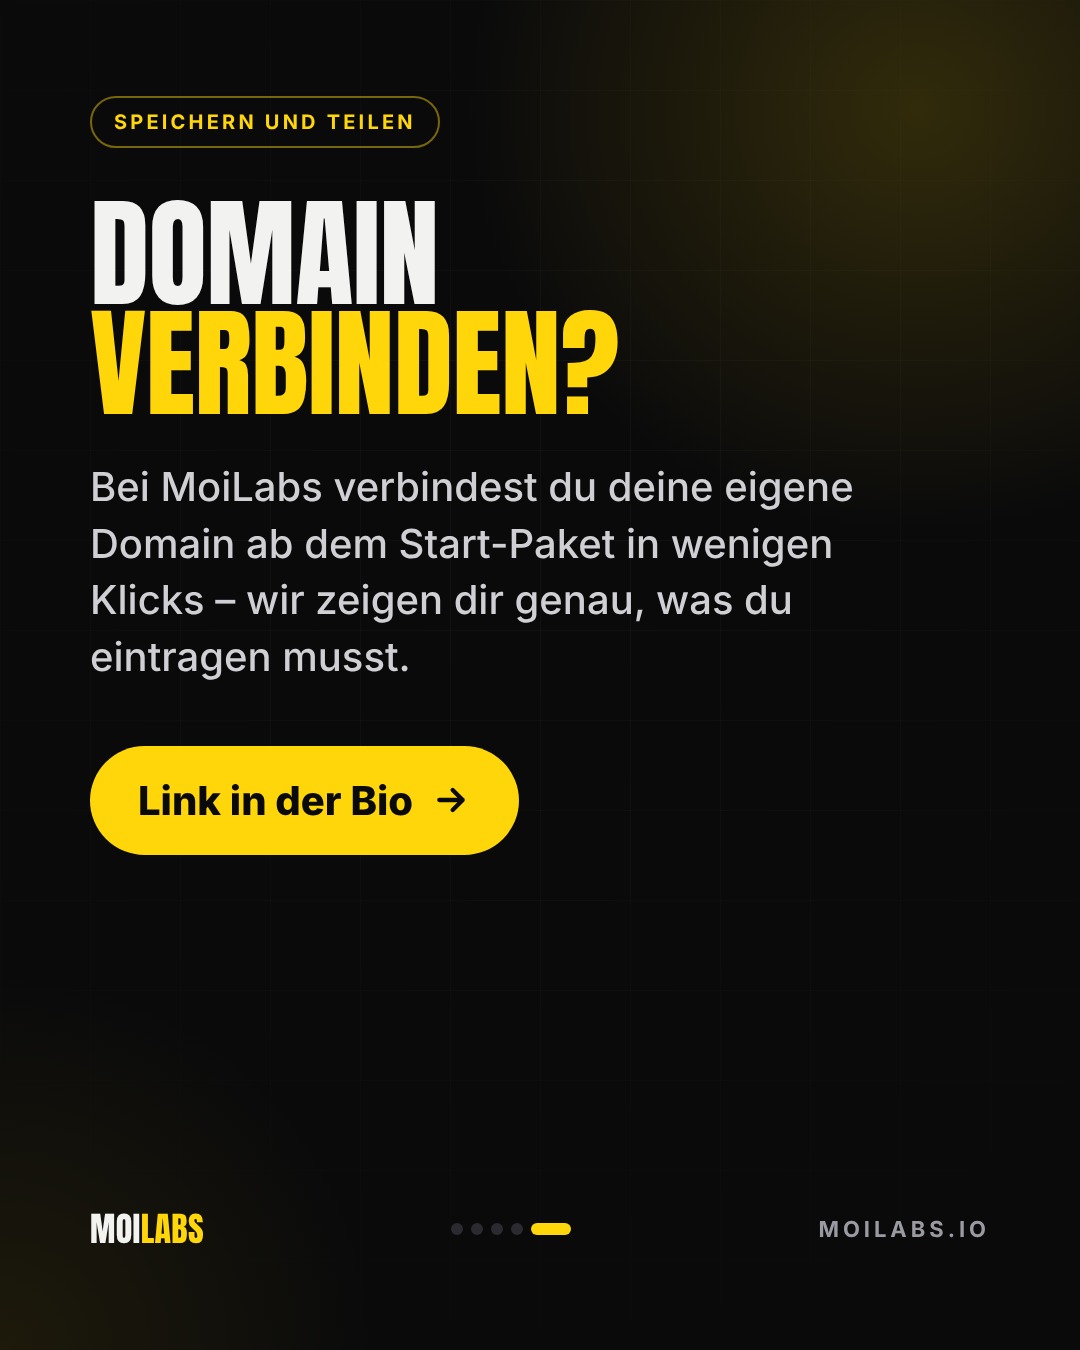 SPEICHERN UND TEILEN
DOMAIN
VERBINDEN?
Bei MoiLabs verbindest du deine eigene
Domain ab dem Start-Paket in wenigen
Klicks – wir zeigen dir genau, was du
eintragen musst.
Link in der Bio →
MOILABS
MOILABS.IO